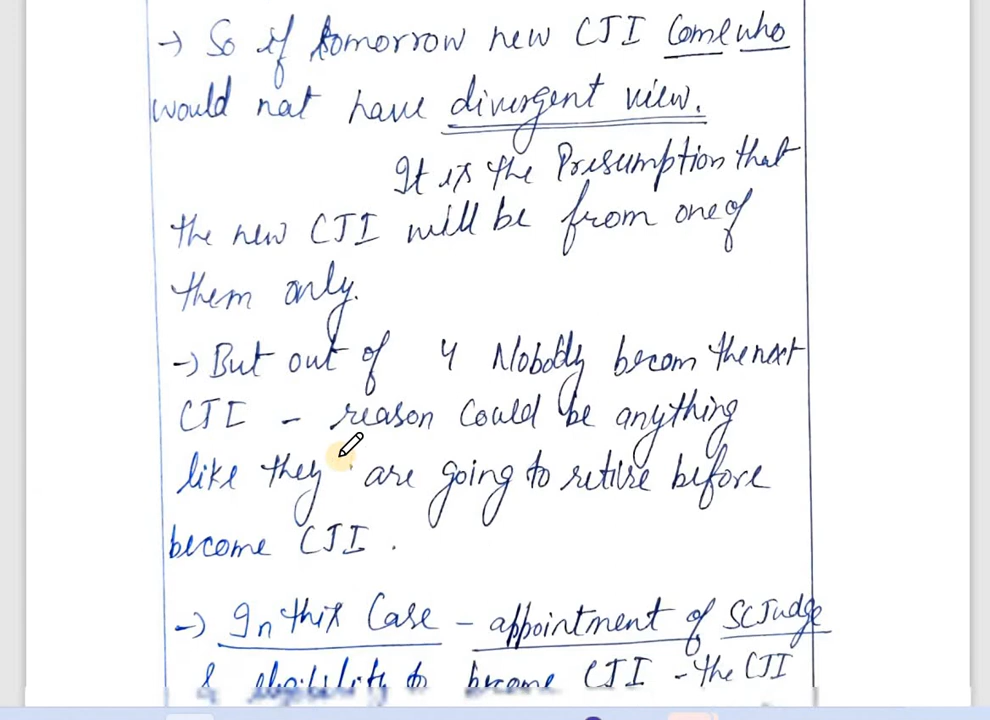 → So if tomorrow new CJI come who
would not have divergent view.
It is the Presumption that
the new CJI will be from one of
them only.
→ But out of 4 Nobody becom the next
CJI - reason could be anything
like they are going to retire before
become CJI .
→ In this Case - appointment of SC Judge
& eligibility to become CJI - the CJI